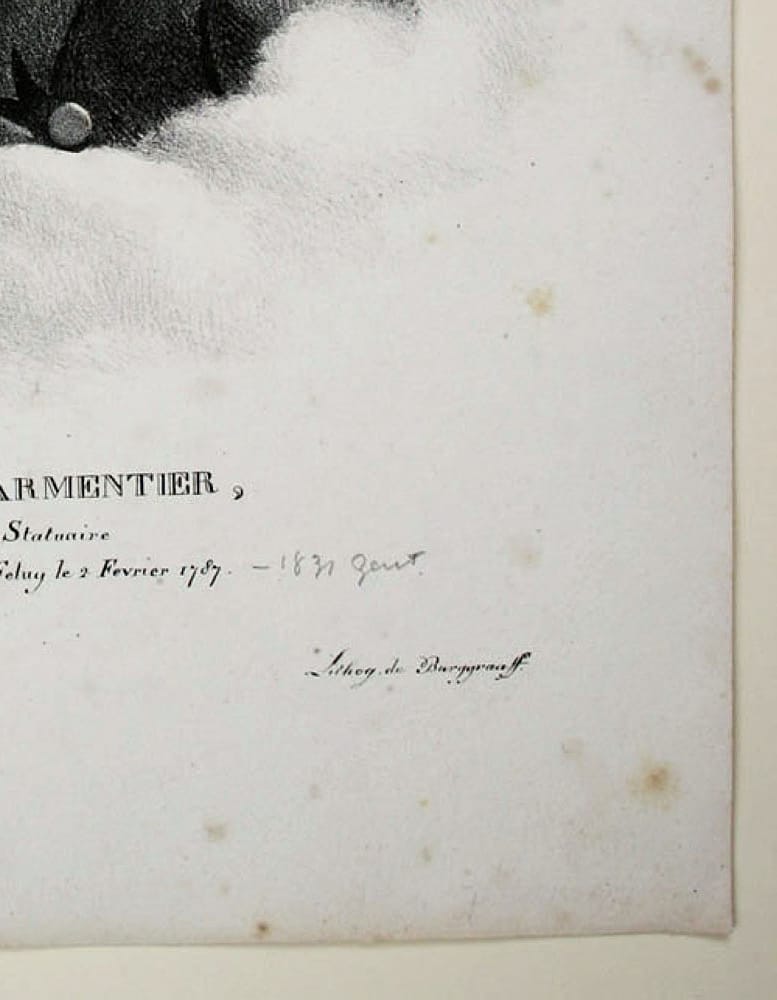 ARMENTIER,
Statuaire
Feluy le 2 Fevrier 1787. — 1831 Gent.
Lithog. de Burggraaff.